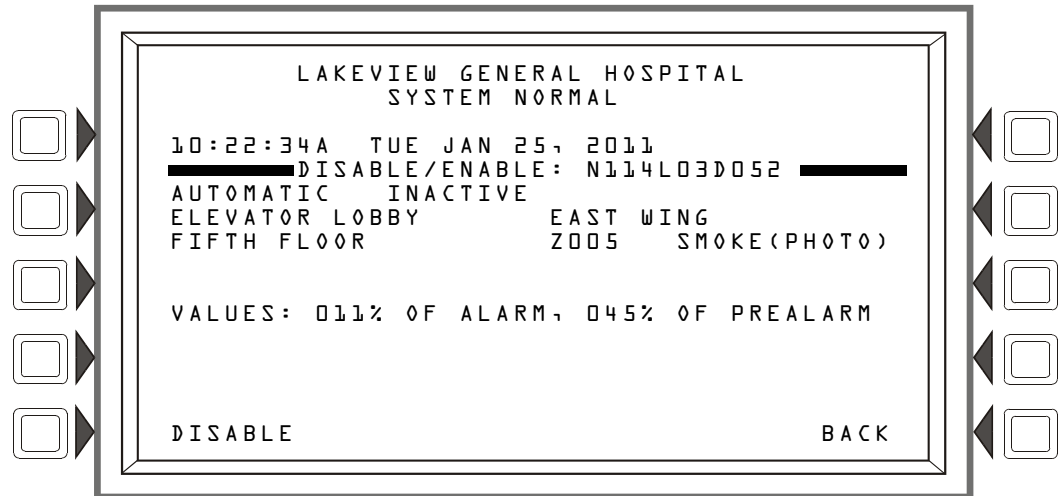 LAKEVIEW GENERAL HOSPITAL
SYSTEM NORMAL
10:22:34A TUE JAN 25, 2011
DISABLE/ENABLE: N114L03D052
AUTOMATIC INACTIVE
ELEVATOR LOBBY EAST WING
FIFTH FLOOR Z005 SMOKE(PHOTO)
VALUES: 011% OF ALARM, 045% OF PREALARM
DISABLE BACK